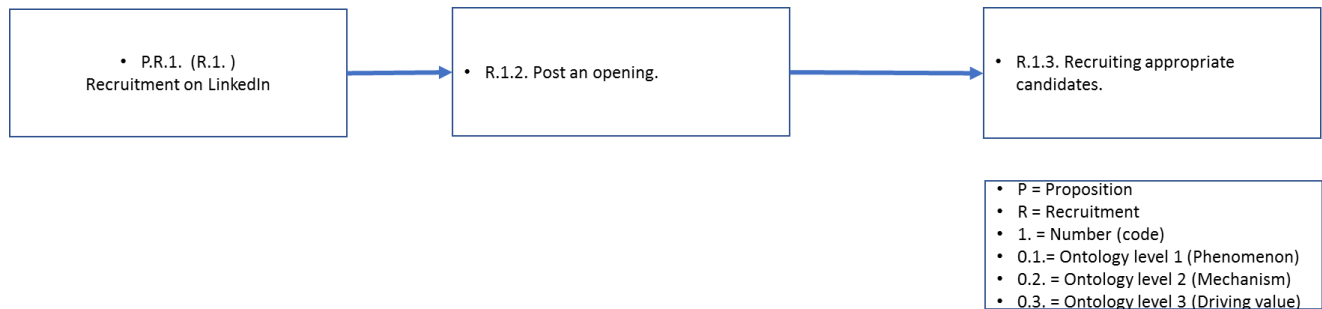 • P.R.1. (R.1. )
Recruitment on LinkedIn
• R.1.2. Post an opening.
• R.1.3. Recruiting appropriate
candidates.
• P = Proposition
• R = Recruitment
• 1. = Number (code)
• 0.1.= Ontology level 1 (Phenomenon)
• 0.2. = Ontology level 2 (Mechanism)
• 0.3. = Ontology level 3 (Driving value)